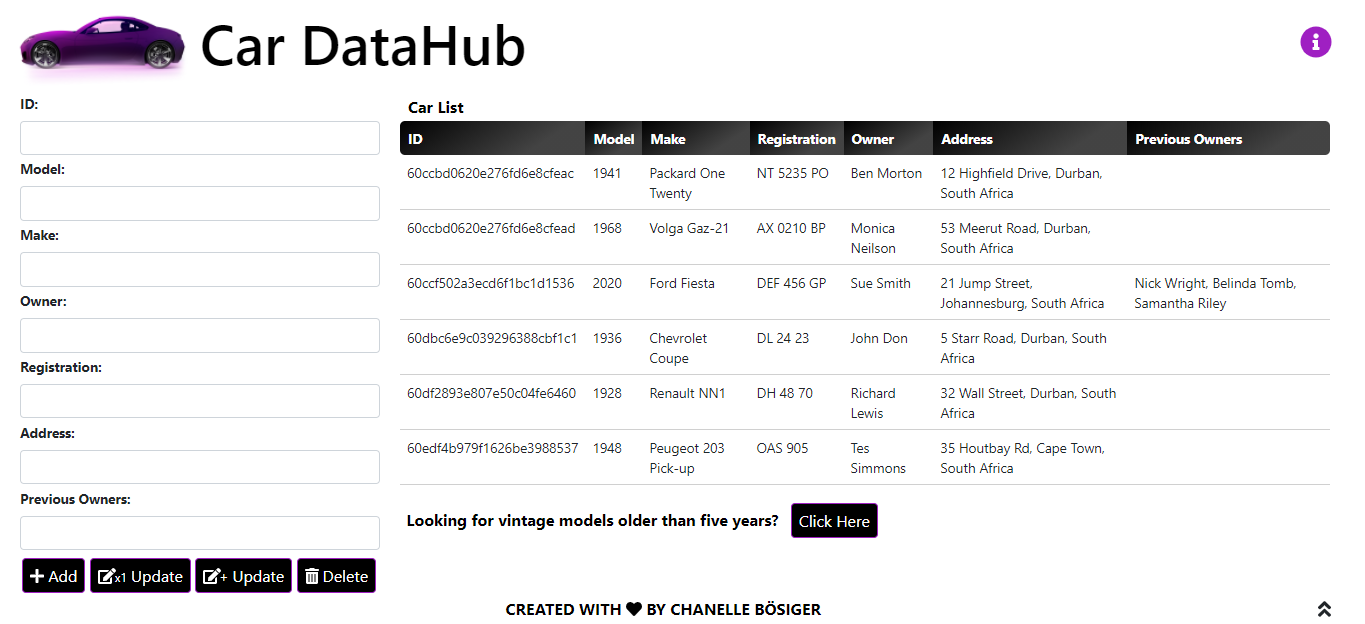 Car DataHub
ID:
Model:
Make:
Owner:
Registration:
Address:
Previous Owners:
+ Add
x1 Update
+ Update
Delete
Car List
ID Model Make Registration Owner Address Previous Owners
60ccbd0620e276fd6e8cfeac 1941 Packard One NT 5235 PO Ben Morton 12 Highfield Drive, Durban,
Twenty South Africa
60ccbd0620e276fd6e8cfead 1968 Volga Gaz-21 AX 0210 BP Monica 53 Meerut Road, Durban,
Neilson South Africa
60ccf502a3ecd6f1bc1d1536 2020 Ford Fiesta DEF 456 GP Sue Smith 21 Jump Street, Nick Wright, Belinda Tomb,
Johannesburg, South Africa Samantha Riley
60dbc6e9c039296388cbf1c1 1936 Chevrolet DL 24 23 John Don 5 Starr Road, Durban, South
Coupe Africa
60df2893e807e50c04fe6460 1928 Renault NN1 DH 48 70 Richard 32 Wall Street, Durban, South
Lewis Africa
60edf4b979f1626be3988537 1948 Peugeot 203 OAS 905 Tes 35 Houtbay Rd, Cape Town,
Pick-up Simmons South Africa
Looking for vintage models older than five years? Click Here
CREATED WITH ♥ BY CHANELLE BÖSIGER